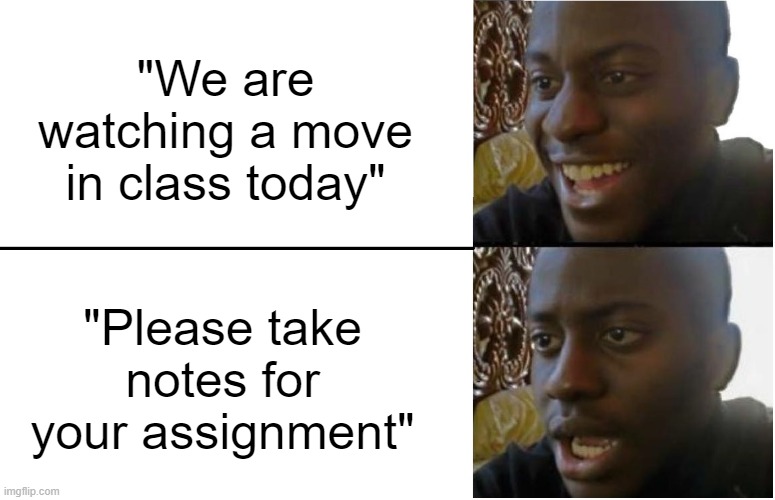 "We are
watching a move
in class today"
"Please take
notes for
your assignment"
imgflip.com